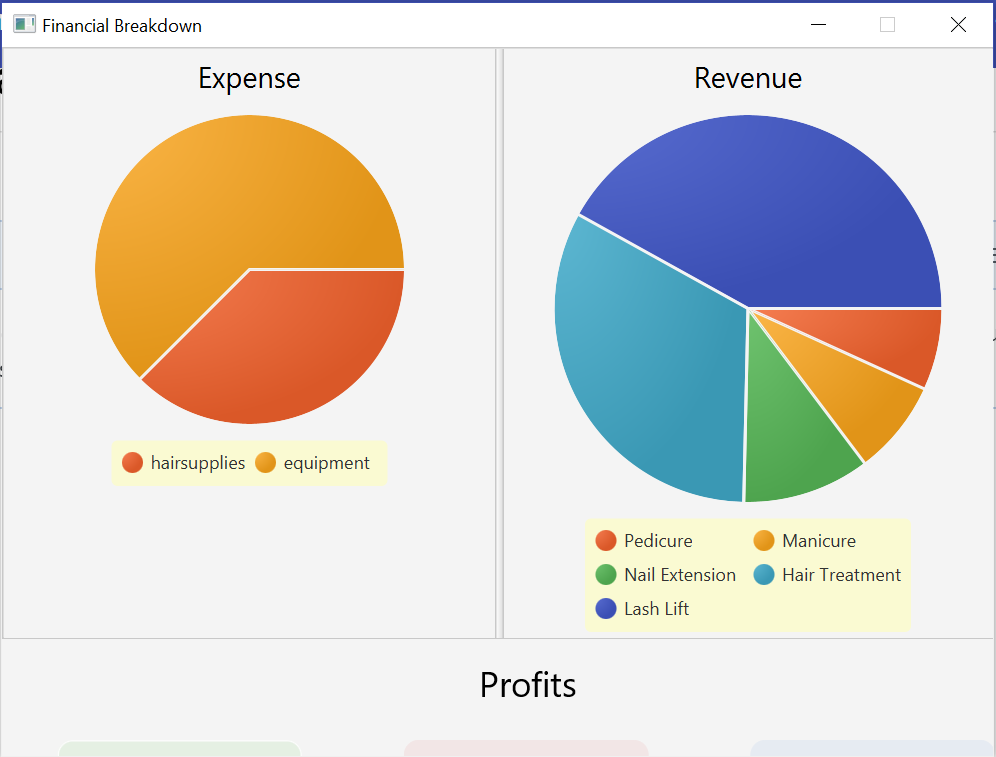 Financial Breakdown
Expense
hairsupplies equipment
Revenue
Pedicure Manicure
Nail Extension Hair Treatment
Lash Lift
Profits